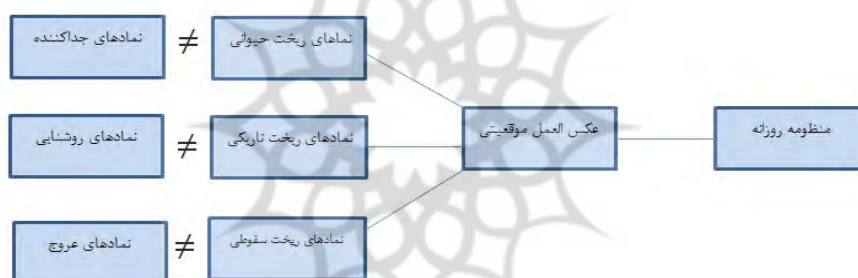 نماهای ریخت حیوانی ≠ نمادهای جداکننده
منظومه روزانه
عکس العمل موقعیتی
نمادهای ریخت تاریکی ≠ نمادهای روشنایی
نمادهای ریخت سقوطی ≠ نمادهای عروج